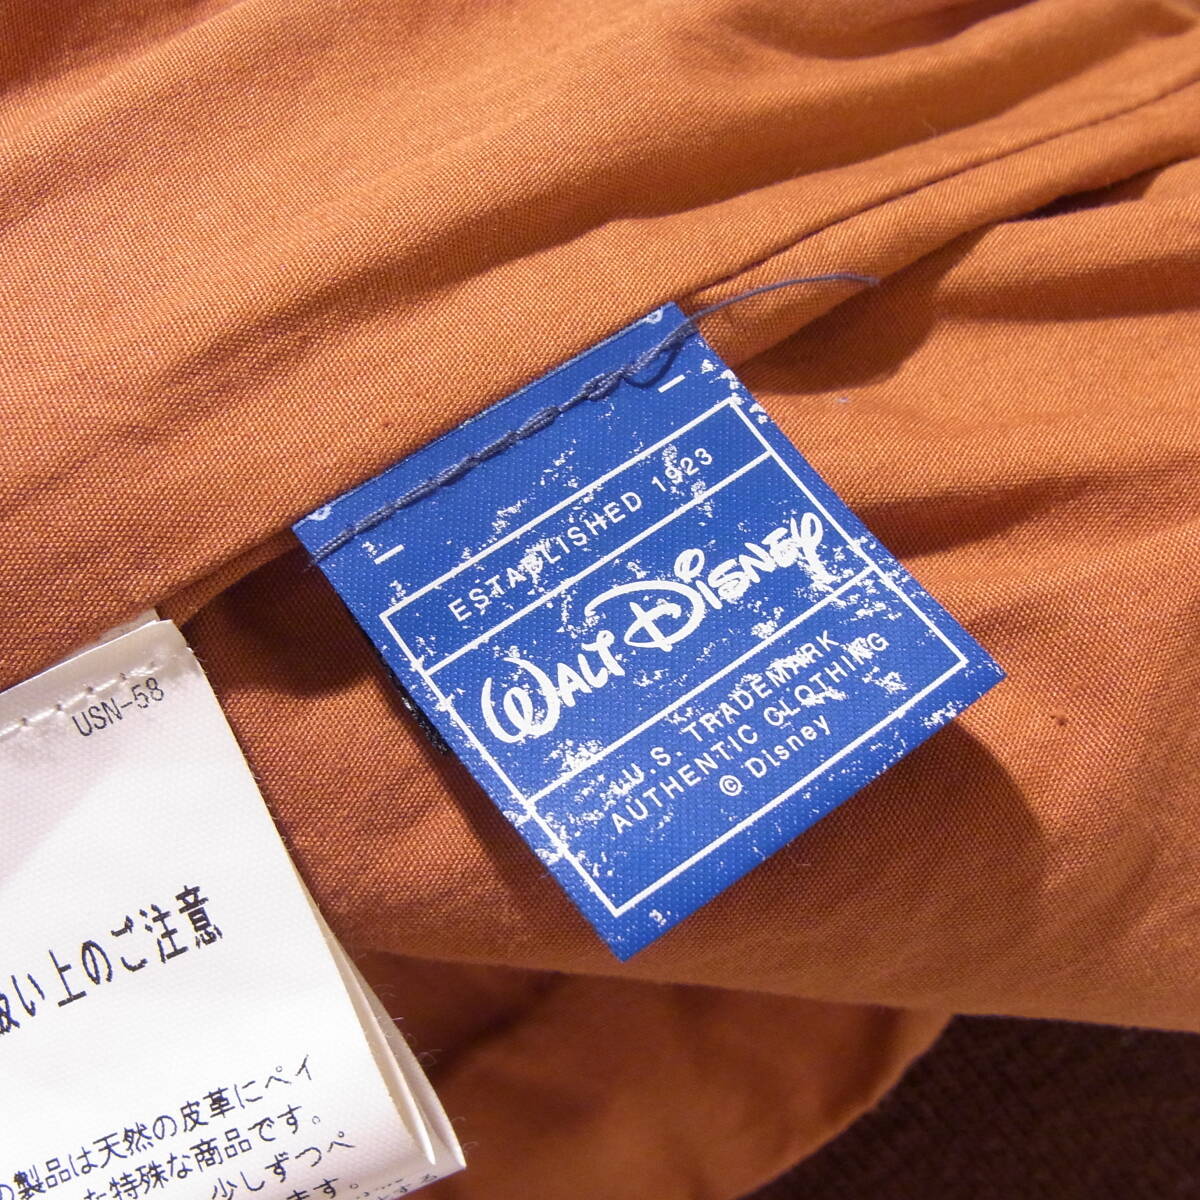 ESTABLISHED 1923
WALT DISNEY
U.S. TRADEMARK
AUTHENTIC CLOTHING
© Disney
USN-58
扱い上のご注意
の製品は天然の皮革にペイ
た特殊な商品です。
少しずつペ
ます。